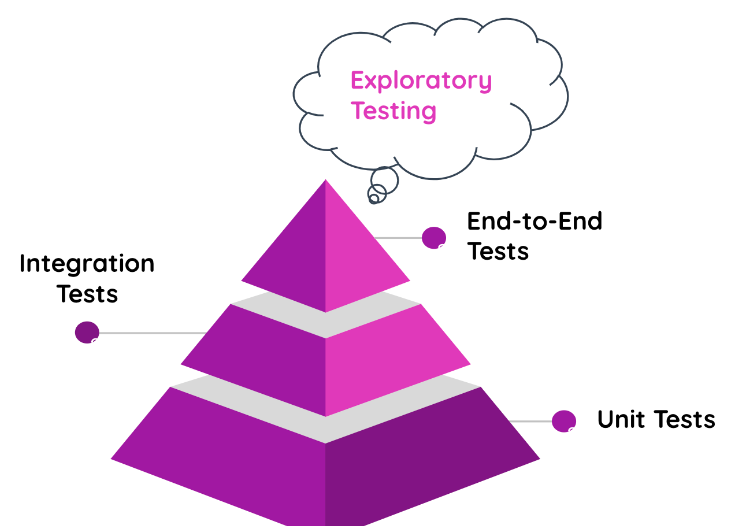 Exploratory
Testing
End-to-End
Tests
Integration
Tests
Unit Tests